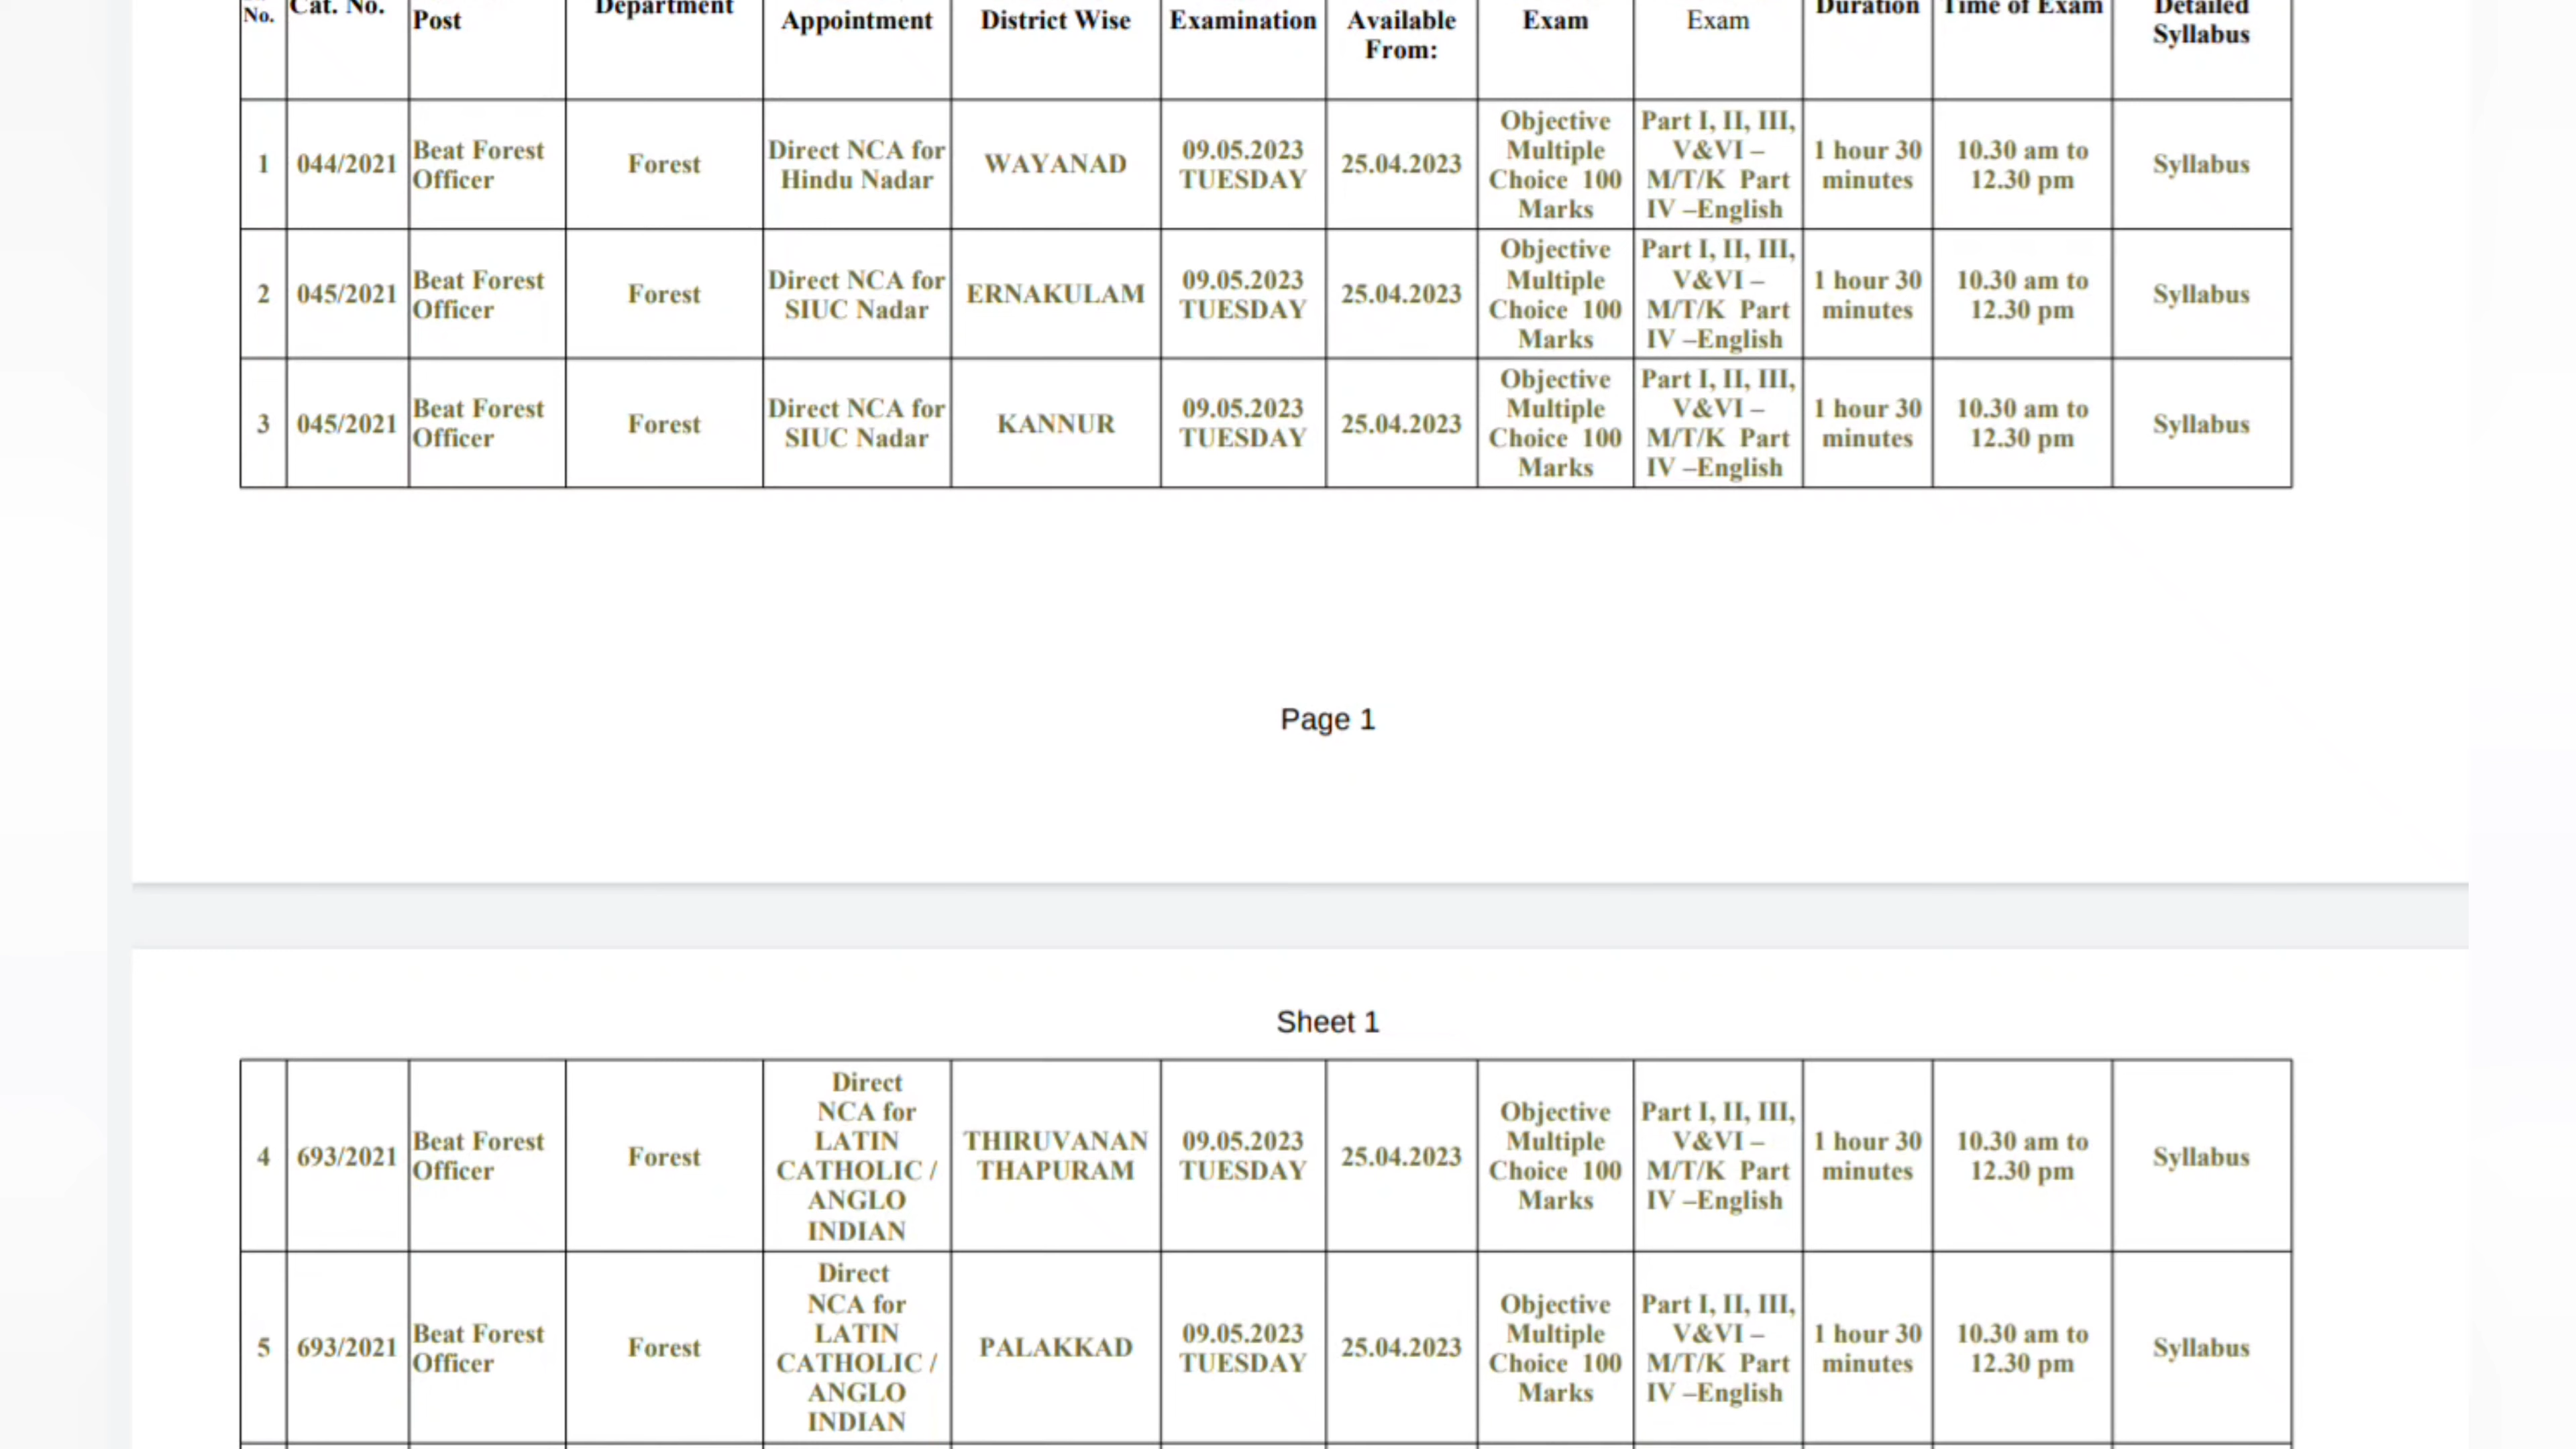 No.
Cat. No.
Post
Department
Appointment
District Wise
Examination
Available
From:
Exam
Exam
Duration
Time of Exam
Detailed
Syllabus
1
044/2021
Beat Forest
Officer
Forest
Direct NCA for
Hindu Nadar
WAYANAD
09.05.2023
TUESDAY
25.04.2023
Objective
Multiple
Choice 100
Marks
Part I, II, III,
V&VI –
M/T/K Part
IV –English
1 hour 30
minutes
10.30 am to
12.30 pm
Syllabus
2
045/2021
Beat Forest
Officer
Forest
Direct NCA for
SIUC Nadar
ERNAKULAM
09.05.2023
TUESDAY
25.04.2023
Objective
Multiple
Choice 100
Marks
Part I, II, III,
V&VI –
M/T/K Part
IV –English
1 hour 30
minutes
10.30 am to
12.30 pm
Syllabus
3
045/2021
Beat Forest
Officer
Forest
Direct NCA for
SIUC Nadar
KANNUR
09.05.2023
TUESDAY
25.04.2023
Objective
Multiple
Choice 100
Marks
Part I, II, III,
V&VI –
M/T/K Part
IV –English
1 hour 30
minutes
10.30 am to
12.30 pm
Syllabus
Page 1
Sheet 1
4
693/2021
Beat Forest
Officer
Forest
Direct
NCA for
LATIN
CATHOLIC /
ANGLO
INDIAN
THIRUVANAN
THAPURAM
09.05.2023
TUESDAY
25.04.2023
Objective
Multiple
Choice 100
Marks
Part I, II, III,
V&VI –
M/T/K Part
IV –English
1 hour 30
minutes
10.30 am to
12.30 pm
Syllabus
5
693/2021
Beat Forest
Officer
Forest
Direct
NCA for
LATIN
CATHOLIC /
ANGLO
INDIAN
PALAKKAD
09.05.2023
TUESDAY
25.04.2023
Objective
Multiple
Choice 100
Marks
Part I, II, III,
V&VI –
M/T/K Part
IV –English
1 hour 30
minutes
10.30 am to
12.30 pm
Syllabus